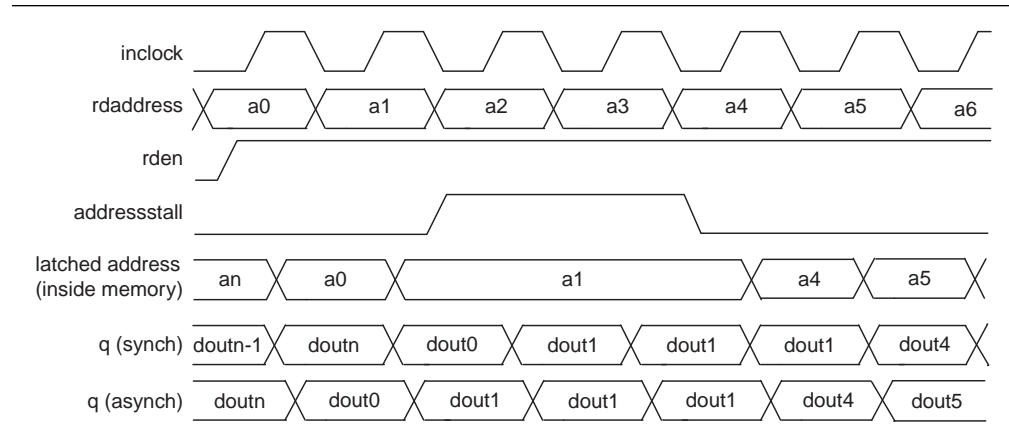 inclock
rdaddress a0 a1 a2 a3 a4 a5 a6
rden
addressstall
latched address
(inside memory) an a0 a1 a4 a5
q (synch) doutn-1 doutn dout0 dout1 dout1 dout1 dout4
q (asynch) doutn dout0 dout1 dout1 dout1 dout4 dout5